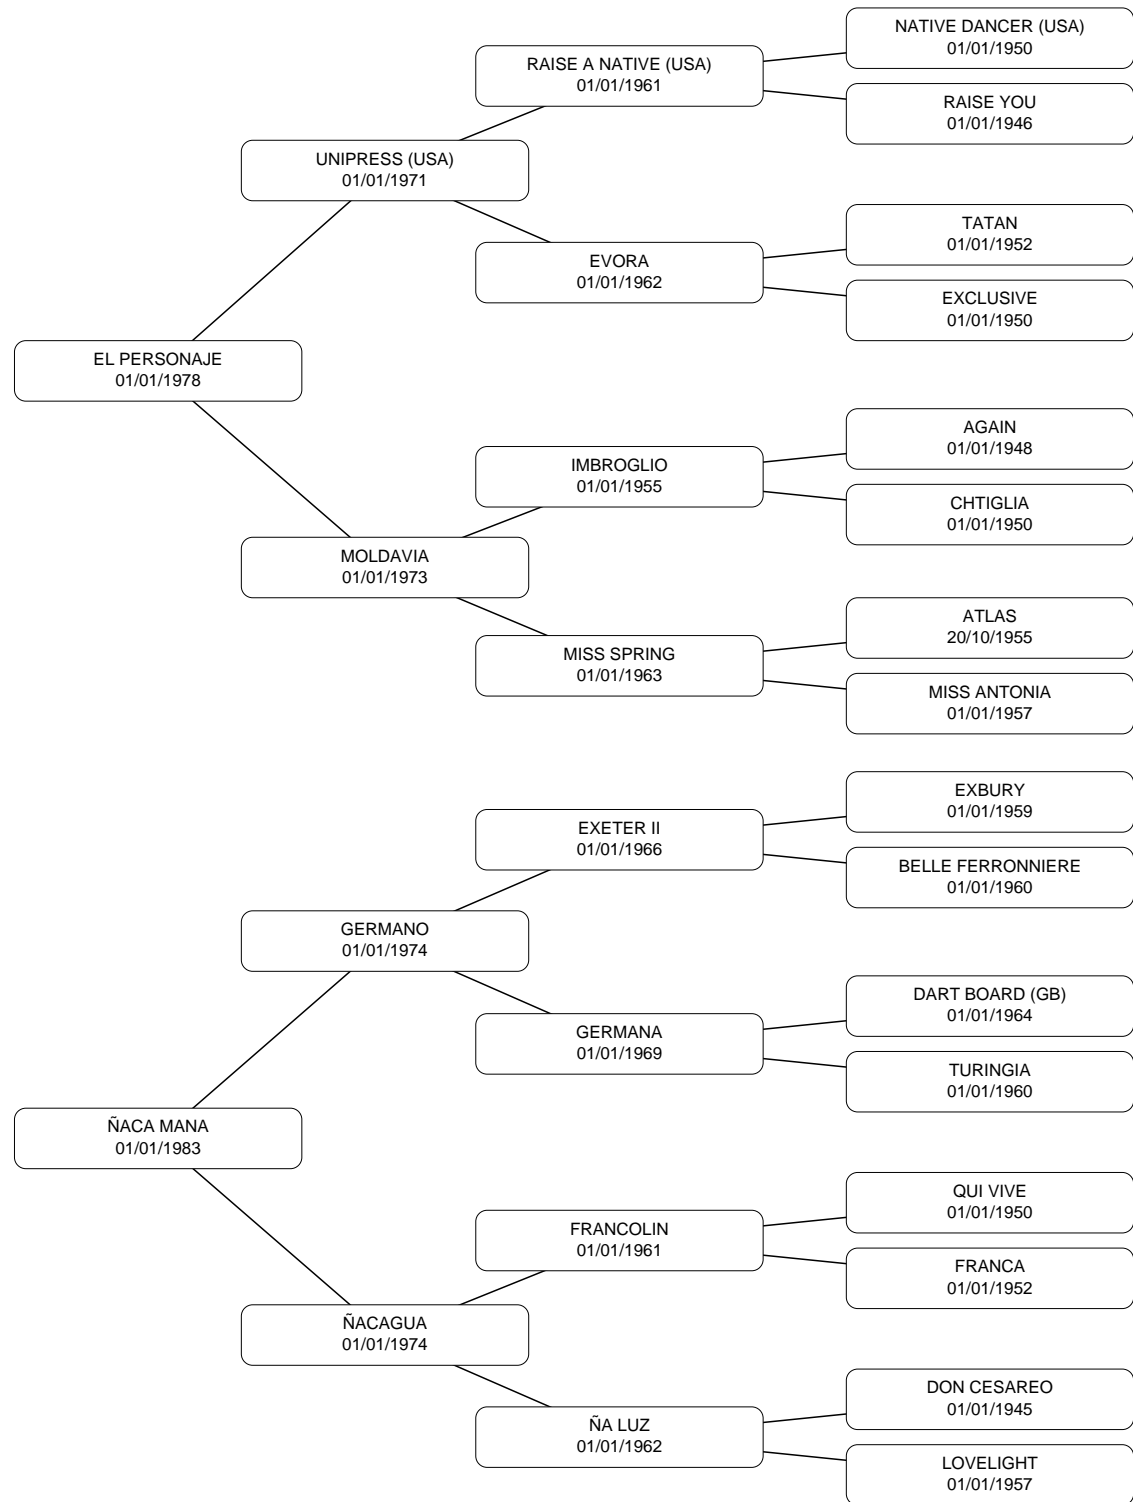 NATIVE DANCER (USA)
01/01/1950
RAISE A NATIVE (USA)
01/01/1961
RAISE YOU
01/01/1946
UNIPRESS (USA)
01/01/1971
TATAN
01/01/1952
EVORA
01/01/1962
EXCLUSIVE
01/01/1950
EL PERSONAJE
01/01/1978
AGAIN
01/01/1948
IMBROGLIO
01/01/1955
CHTIGLIA
01/01/1950
MOLDAVIA
01/01/1973
ATLAS
20/10/1955
MISS SPRING
01/01/1963
MISS ANTONIA
01/01/1957
EXBURY
01/01/1959
EXETER II
01/01/1966
BELLE FERRONNIERE
01/01/1960
GERMANO
01/01/1974
DART BOARD (GB)
01/01/1964
GERMANA
01/01/1969
TURINGIA
01/01/1960
ÑACA MANA
01/01/1983
QUI VIVE
01/01/1950
FRANCOLIN
01/01/1961
FRANCA
01/01/1952
ÑACAGUA
01/01/1974
DON CESAREO
01/01/1945
ÑA LUZ
01/01/1962
LOVELIGHT
01/01/1957